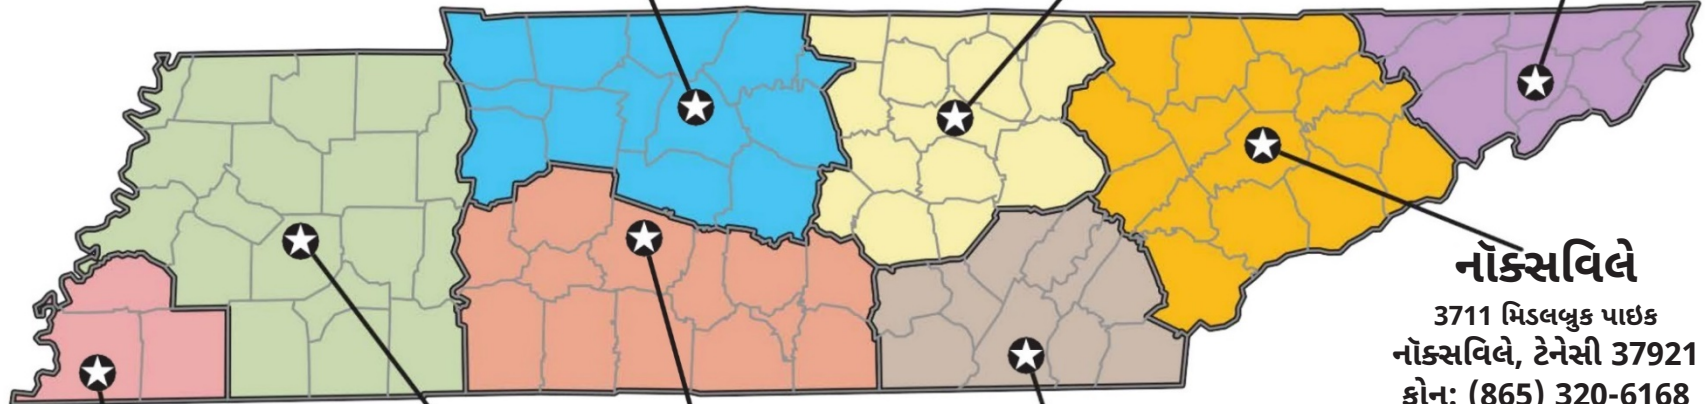 નૉક્સવિલે
3711 મિડલબ્રુક પાઇક
નૉક્સવિલે, ટેનેસી 37921
ફોન: (865) 320-6168